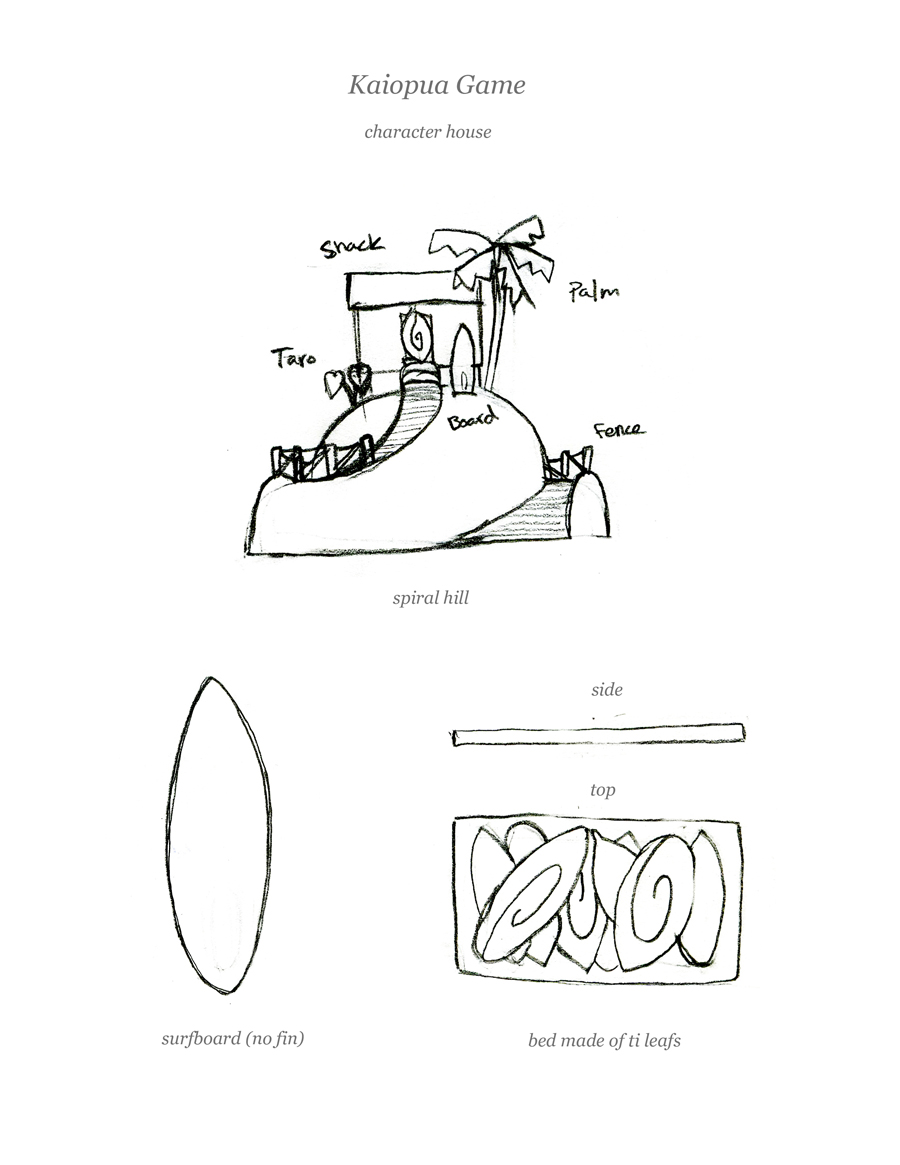 Kaiopua Game
character house
Shack
Palm
Taro
Board
Fence
spiral hill
side
top
surfboard (no fin)
bed made of ti leafs